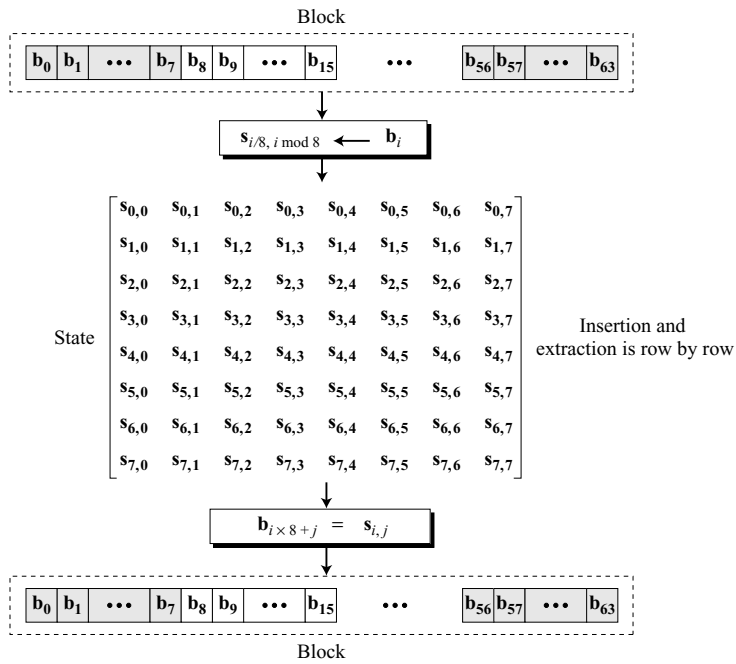 Block
b0 b1 ••• b7 b8 b9 ••• b15 ••• b56 b57 ••• b63
si/8, i mod 8 ← bi
s0,0 s0,1 s0,2 s0,3 s0,4 s0,5 s0,6 s0,7
s1,0 s1,1 s1,2 s1,3 s1,4 s1,5 s1,6 s1,7
s2,0 s2,1 s2,2 s2,3 s2,4 s2,5 s2,6 s2,7
s3,0 s3,1 s3,2 s3,3 s3,4 s3,5 s3,6 s3,7
State
Insertion and
extraction is row by row
s4,0 s4,1 s4,2 s4,3 s4,4 s4,5 s4,6 s4,7
s5,0 s5,1 s5,2 s5,3 s5,4 s5,5 s5,6 s5,7
s6,0 s6,1 s6,2 s6,3 s6,4 s6,5 s6,6 s6,7
s7,0 s7,1 s7,2 s7,3 s7,4 s7,5 s7,6 s7,7
bi × 8 + j = si, j
b0 b1 ••• b7 b8 b9 ••• b15 ••• b56 b57 ••• b63
Block